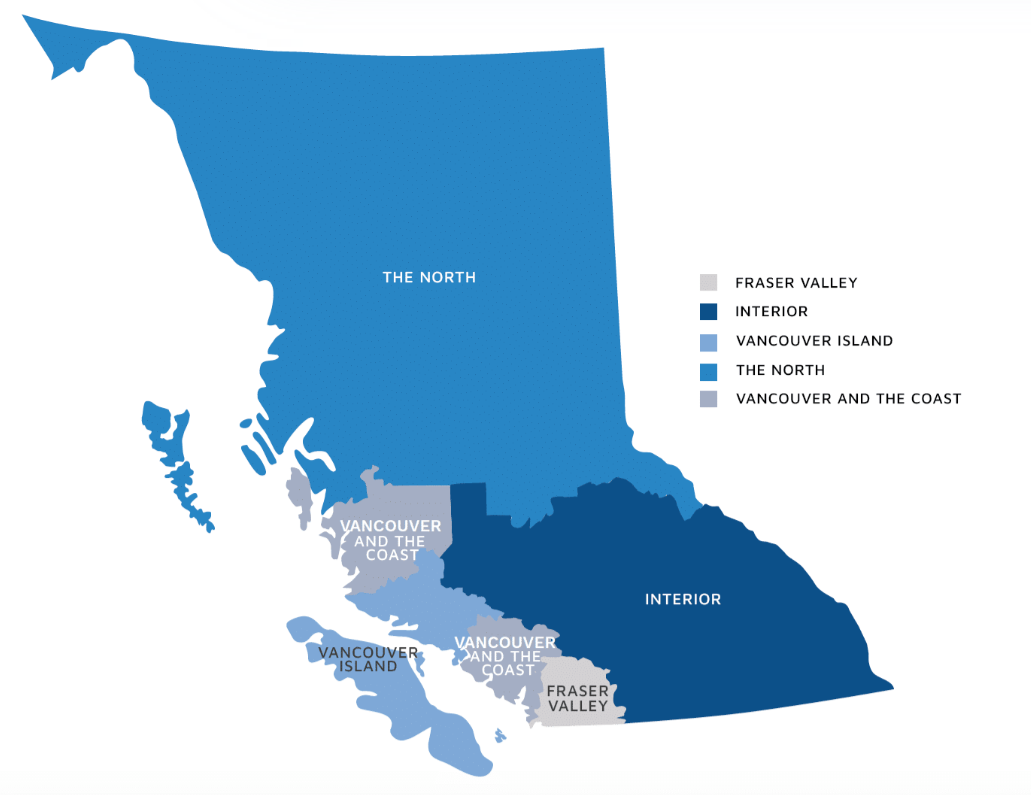 THE NORTH
FRASER VALLEY
INTERIOR
VANCOUVER ISLAND
THE NORTH
VANCOUVER AND THE COAST
VANCOUVER
AND THE
COAST
INTERIOR
VANCOUVER
ISLAND
VANCOUVER
AND THE
COAST
FRASER
VALLEY